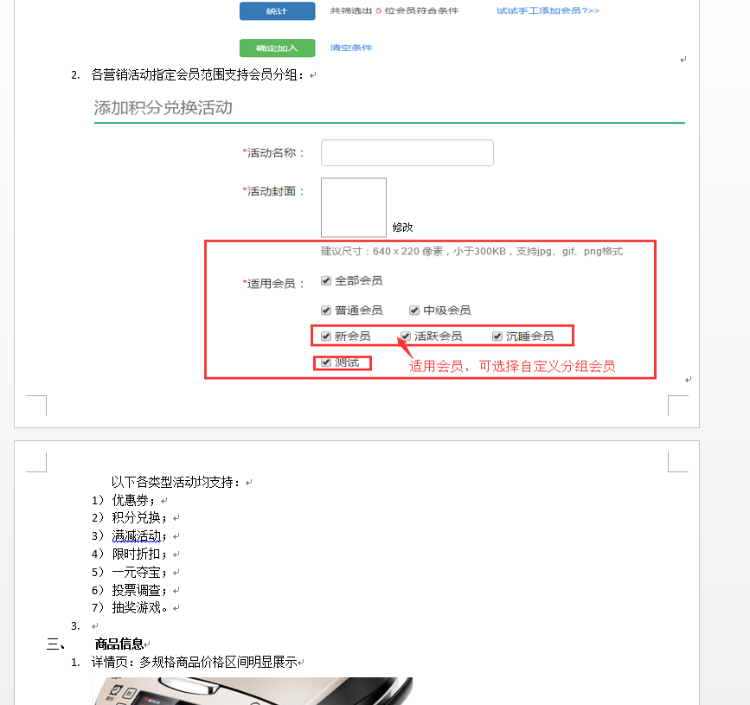 统计 共筛选出 5 位会员符合条件 试试手工添加会员?>>
确定加入 清空条件
2. 各营销活动指定会员范围支持会员分组：
添加积分兑换活动
*活动名称：
*活动封面：
修改
建议尺寸：640 x 220 像素，小于300KB，支持jpg、gif、png格式
*适用会员： 全部会员
普通会员 中级会员
新会员 活跃会员 沉睡会员
测试 适用会员，可选择自定义分组会员
以下各类型活动均支持：
1） 优惠券；
2） 积分兑换；
3） 满减活动；
4） 限时折扣；
5） 一元夺宝；
6） 投票调查；
7） 抽奖游戏。
3.
三、 商品信息
1. 详情页：多规格商品价格区间明显展示